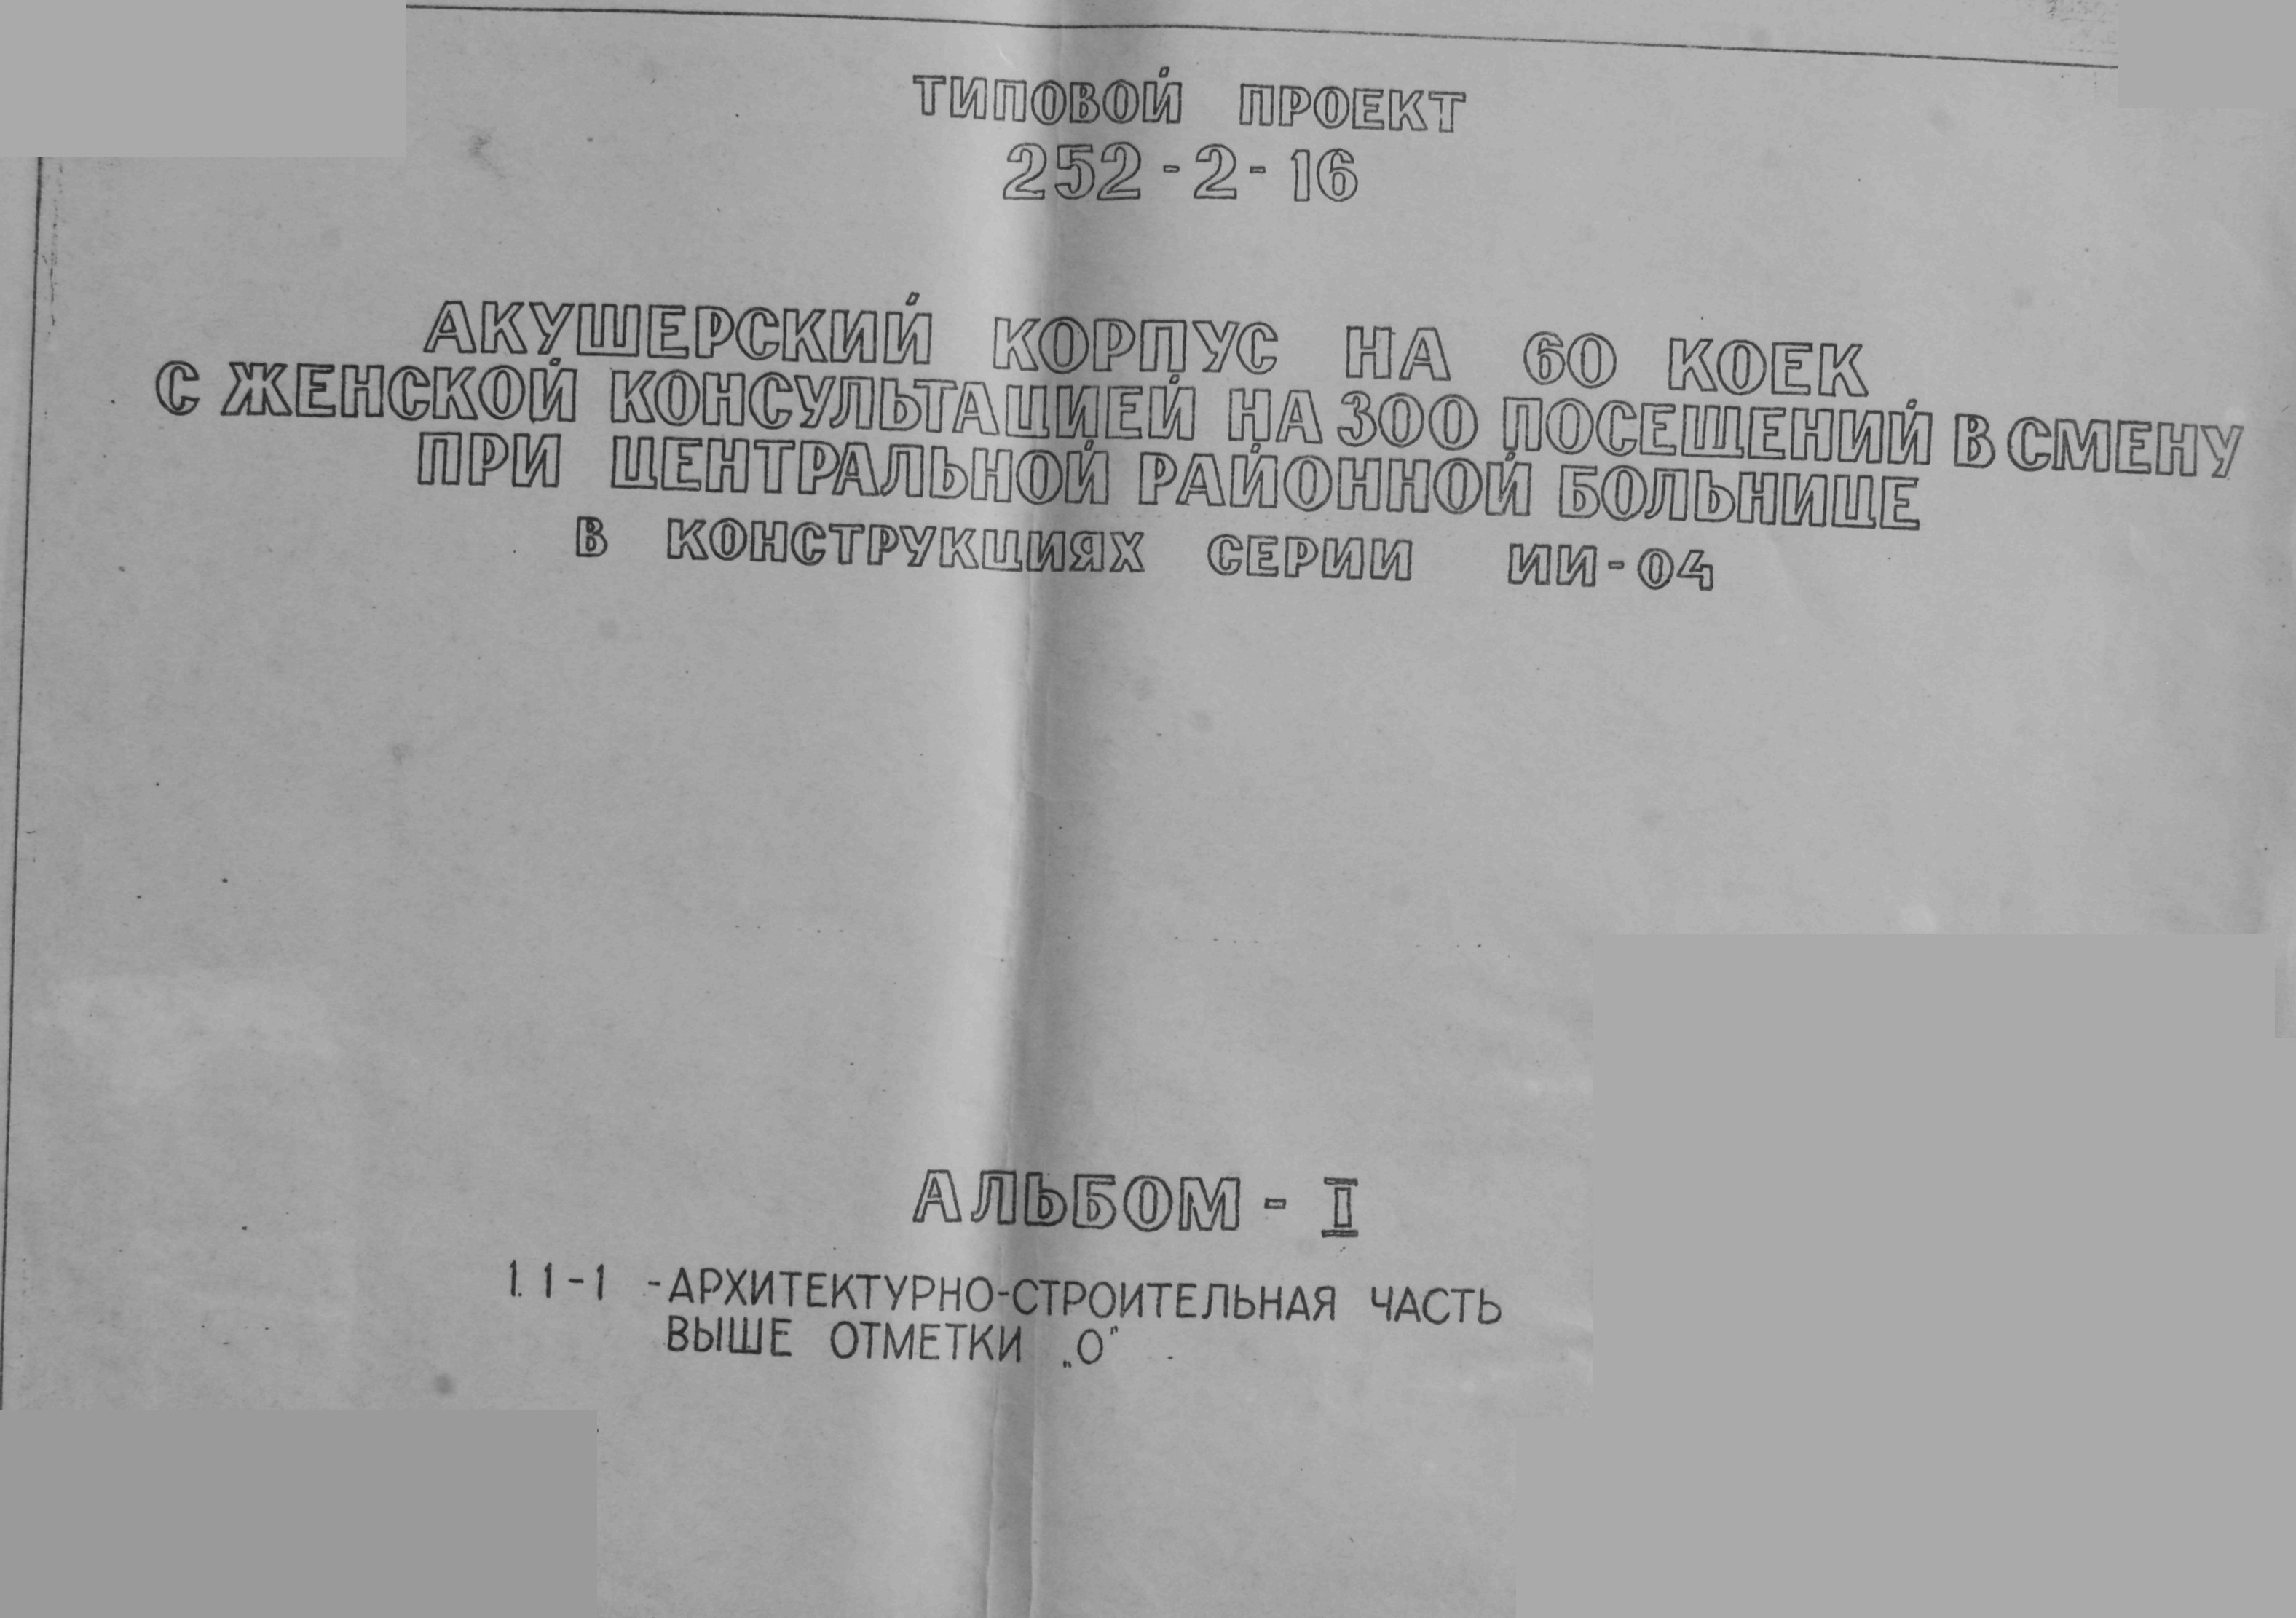 ТИПОВОЙ ПРОЕКТ
252-2-16
АКУШЕРСКИЙ КОРПУС НА 60 КОЕК
С ЖЕНСКОЙ КОНСУЛЬТАЦИЕЙ НА 300 ПОСЕЩЕНИЙ В СМЕНУ
ПРИ ЦЕНТРАЛЬНОЙ РАЙОННОЙ БОЛЬНИЦЕ
В КОНСТРУКЦИЯХ СЕРИИ ИИ-04
АЛЬБОМ - I
1.1-1 - АРХИТЕКТУРНО-СТРОИТЕЛЬНАЯ ЧАСТЬ
ВЫШЕ ОТМЕТКИ „0"